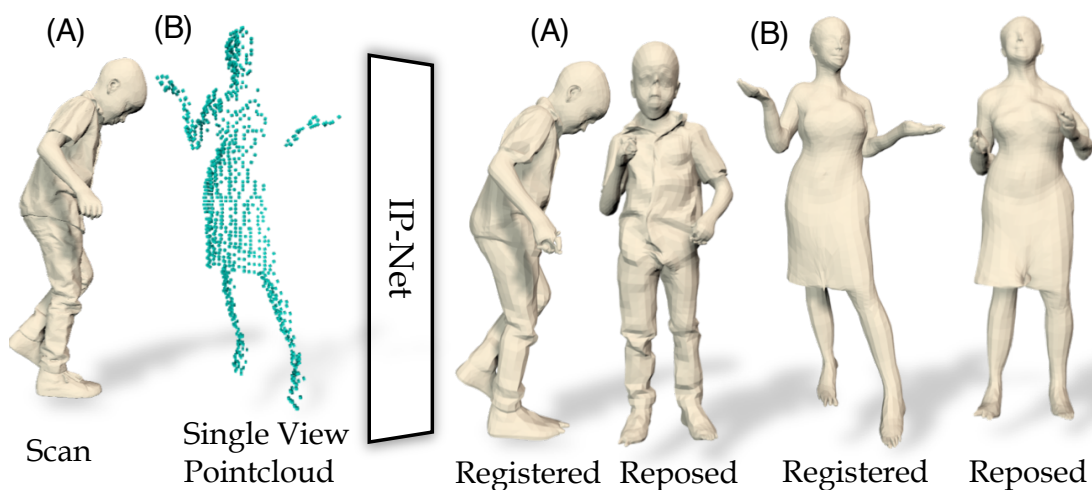 (A)
(B)
(A)
(B)
IP-Net
Scan
Single View
Pointcloud
Registered
Reposed
Registered
Reposed